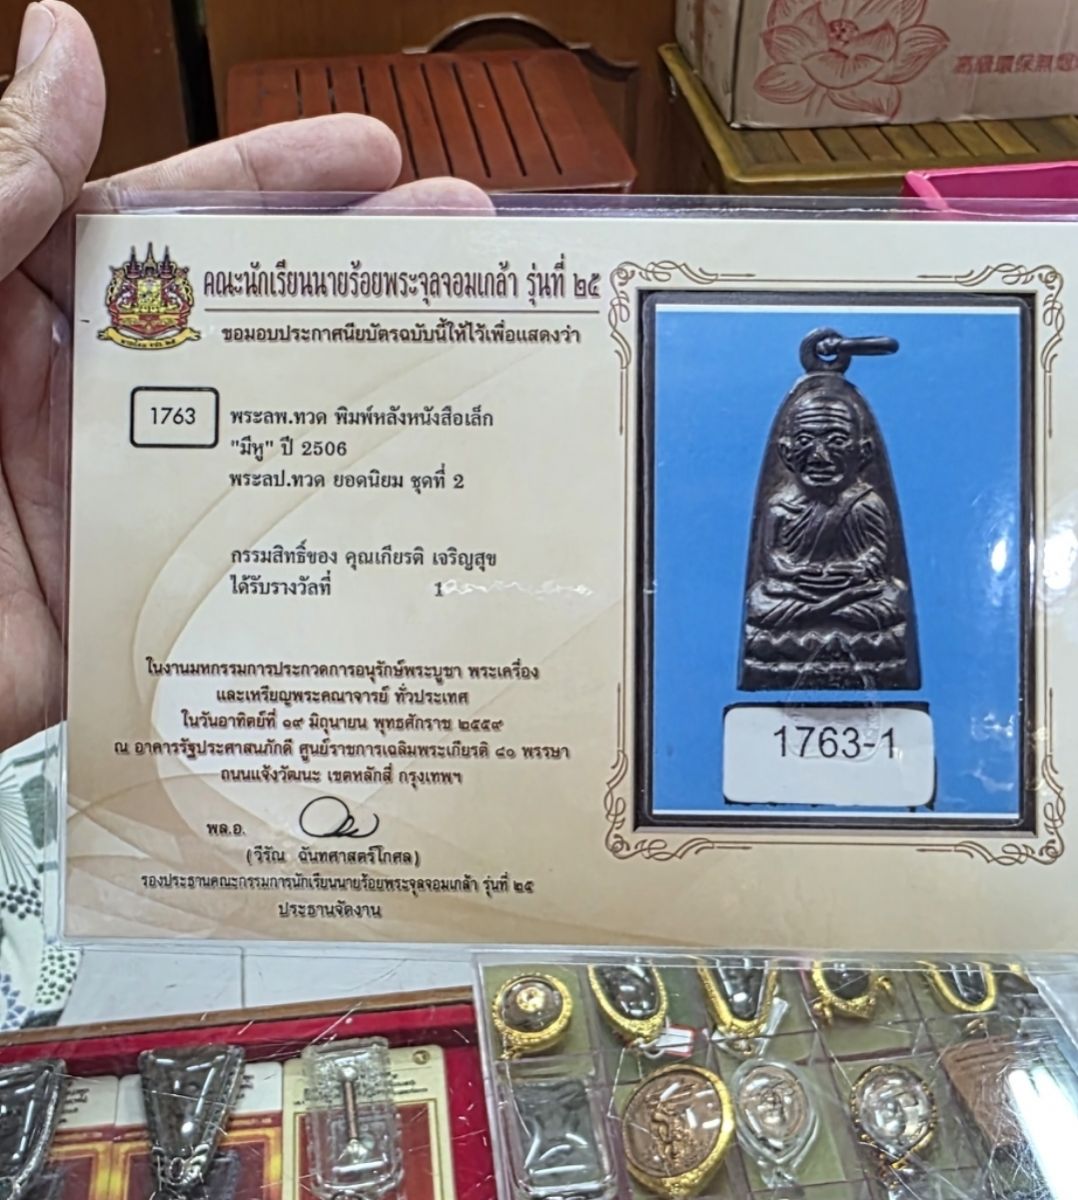 คณะนักเรียนนายร้อยพระจุลจอมเกล้า รุ่นที่ ๒๕
ขอมอบประกาศนียบัตรฉบับนี้ให้ไว้เพื่อแสดงว่า
1763
พระลพ.ทวด พิมพ์หลังหนังสือเล็ก
"มีหู" ปี 2506
พระลป.ทวด ยอดนิยม ชุดที่ 2
กรรมสิทธิ์ของ คุณเกียรติ เจริญสุข
ได้รับรางวัลที่ 1
ในงานมหกรรมการประกวดการอนุรักษ์พระบูชา พระเครื่อง
และเหรียญพระคณาจารย์ ทั่วประเทศ
ในวันอาทิตย์ที่ ๑๙ มิถุนายน พุทธศักราช ๒๕๕๙
ณ อาคารรัฐประศาสนภักดี ศูนย์ราชการเฉลิมพระเกียรติ ๘๐ พรรษา
ถนนแจ้งวัฒนะ เขตหลักสี่ กรุงเทพฯ
พล.อ.
(วีรัณ ฉันทศาสตร์โกศล)
รองประธานคณะกรรมการนักเรียนนายร้อยพระจุลจอมเกล้า รุ่นที่ ๒๕
ประธานจัดงาน
1763-1
高級環保無煙